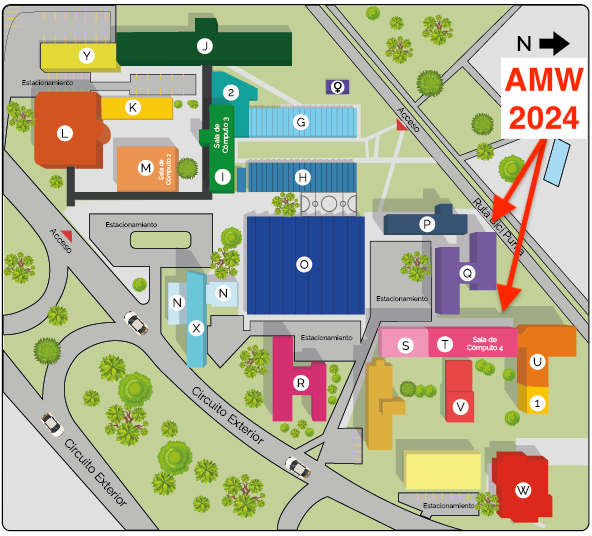 N
AMW
2024
Y
J
Estacionamiento
2
K
G
Acceso
L
Sala de
Cómputo 3
M
Sala de
Cómputo 2
I
H
Ruta Bici Puma
Acceso
Estacionamiento
P
O
Q
N
N
X
Estacionamiento
Estacionamiento
S
T
Sala de
Cómputo 4
U
R
1
V
Circuito Exterior
Circuito Exterior
W
Estacionamiento